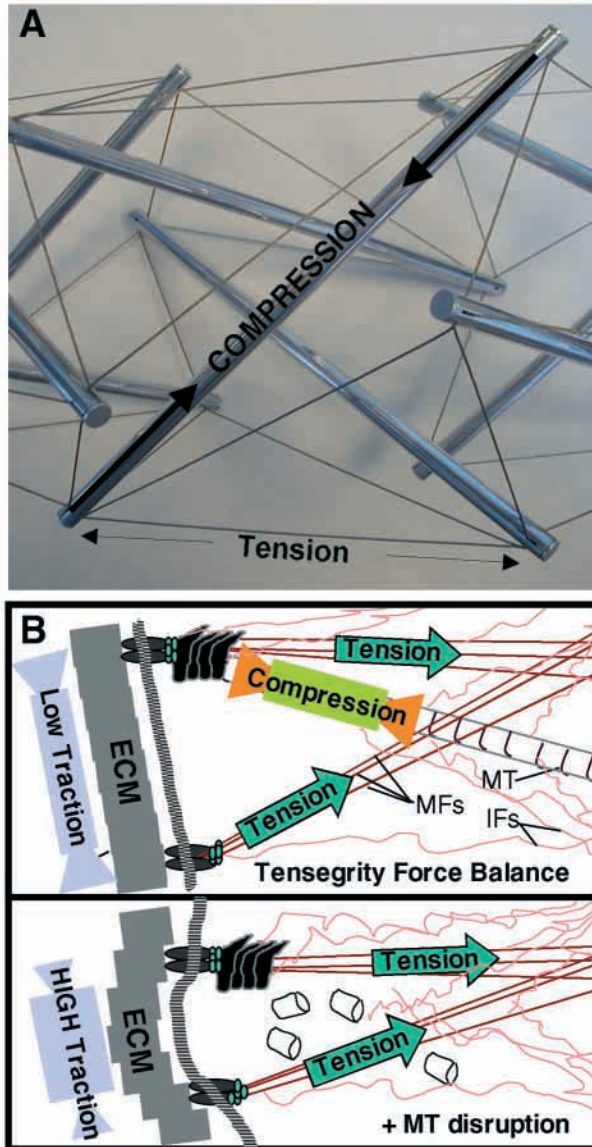 A
COMPRESSION
Tension
B
Tension
Compression
Low Traction
ECM
MT
Tension
MFs
IFs
Tensegrity Force Balance
Tension
HIGH Traction
ECM
Tension
+ MT disruption